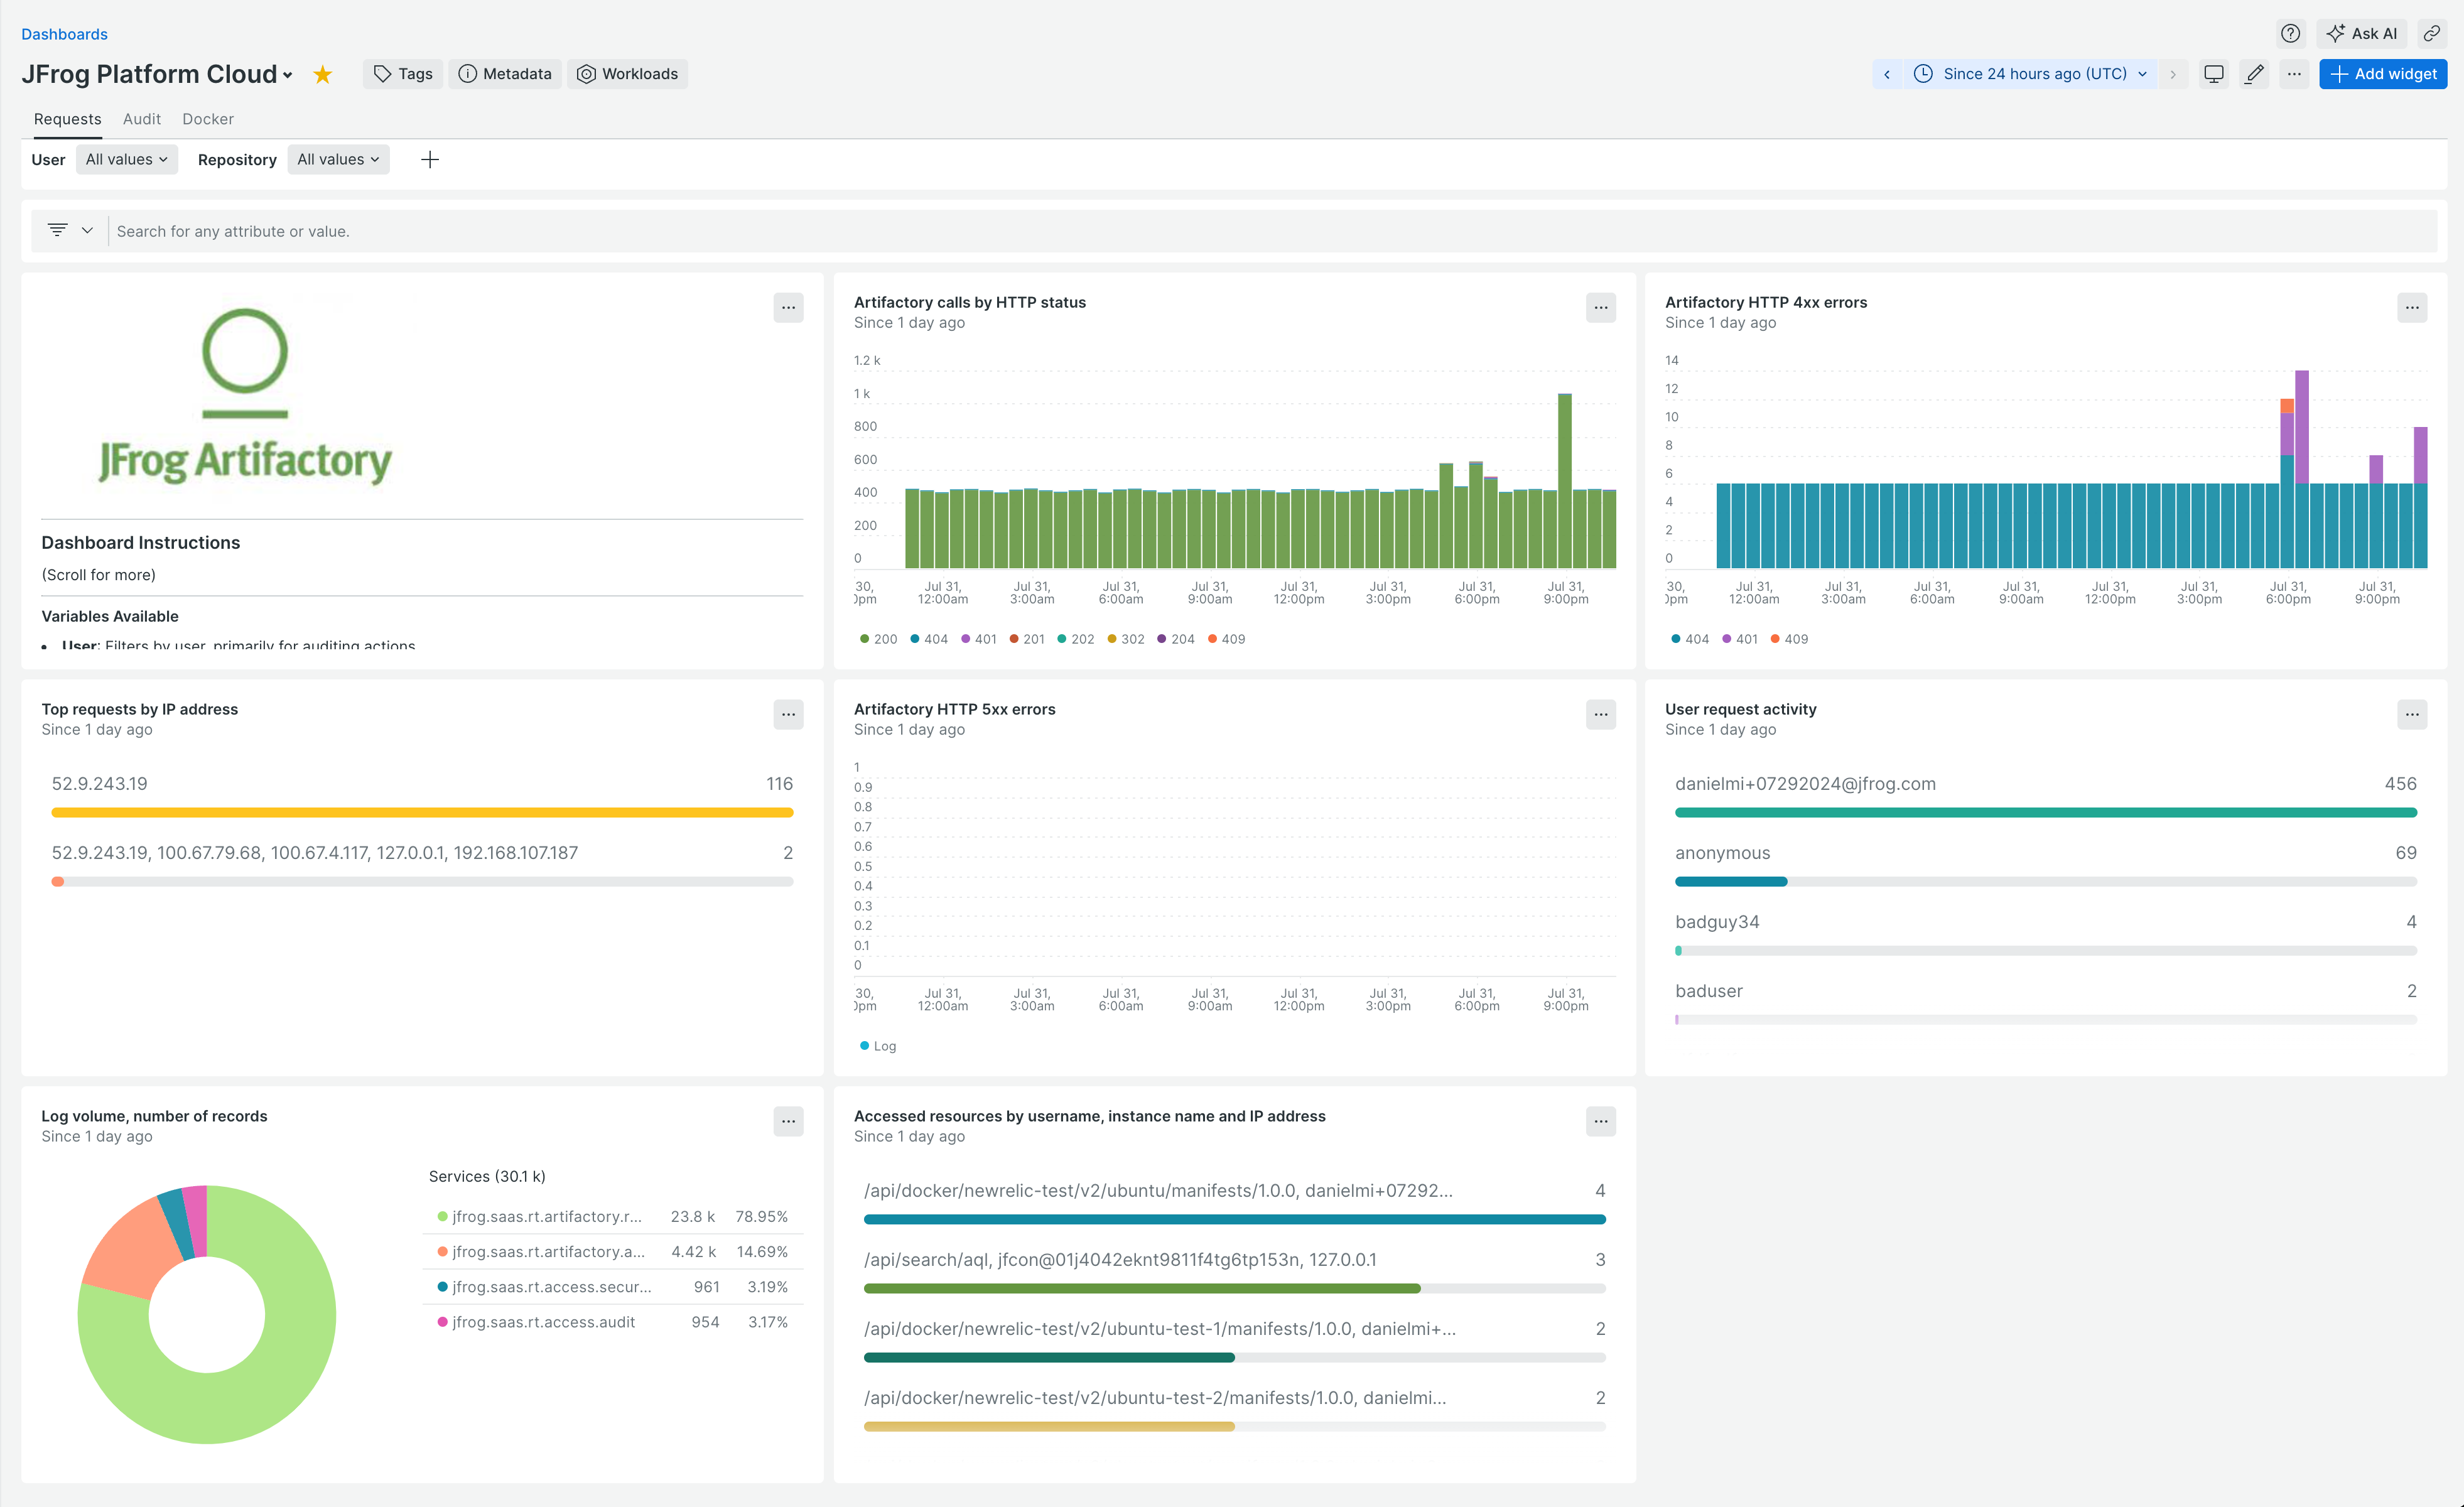 Dashboards
Ask AI
JFrog Platform Cloud
Tags
Metadata
Workloads
Since 24 hours ago (UTC)
Add widget
Requests
Audit
Docker
User
All values
Repository
All values
Search for any attribute or value.
JFrog Artifactory
Dashboard Instructions
(Scroll for more)
Variables Available
• User: Filters by user, primarily for auditing actions
Artifactory calls by HTTP status
Since 1 day ago
1.2 k
1 k
800
600
400
200
0
30, Jul 31, Jul 31, Jul 31, Jul 31, Jul 31, Jul 31, Jul 31, Jul 31,
pm 12:00am 3:00am 6:00am 9:00am 12:00pm 3:00pm 6:00pm 9:00pm
200 404 401 201 202 302 204 409
Artifactory HTTP 4xx errors
Since 1 day ago
14
12
10
8
6
4
2
0
30, Jul 31, Jul 31, Jul 31, Jul 31, Jul 31, Jul 31, Jul 31, Jul 31,
pm 12:00am 3:00am 6:00am 9:00am 12:00pm 3:00pm 6:00pm 9:00pm
404 401 409
Top requests by IP address
Since 1 day ago
52.9.243.19 116
52.9.243.19, 100.67.79.68, 100.67.4.117, 127.0.0.1, 192.168.107.187 2
Artifactory HTTP 5xx errors
Since 1 day ago
1
0.9
0.8
0.7
0.6
0.5
0.4
0.3
0.2
0.1
0
30, Jul 31, Jul 31, Jul 31, Jul 31, Jul 31, Jul 31, Jul 31, Jul 31,
pm 12:00am 3:00am 6:00am 9:00am 12:00pm 3:00pm 6:00pm 9:00pm
Log
User request activity
Since 1 day ago
danielmi+07292024@jfrog.com 456
anonymous 69
badguy34 4
baduser 2
Log volume, number of records
Since 1 day ago
Services (30.1 k)
jfrog.saas.rt.artifactory.r... 23.8 k 78.95%
jfrog.saas.rt.artifactory.a... 4.42 k 14.69%
jfrog.saas.rt.access.secur... 961 3.19%
jfrog.saas.rt.access.audit 954 3.17%
Accessed resources by username, instance name and IP address
Since 1 day ago
/api/docker/newrelic-test/v2/ubuntu/manifests/1.0.0, danielmi+07292... 4
/api/search/aql, jfcon@01j4042eknt9811f4tg6tp153n, 127.0.0.1 3
/api/docker/newrelic-test/v2/ubuntu-test-1/manifests/1.0.0, danielmi+... 2
/api/docker/newrelic-test/v2/ubuntu-test-2/manifests/1.0.0, danielmi... 2